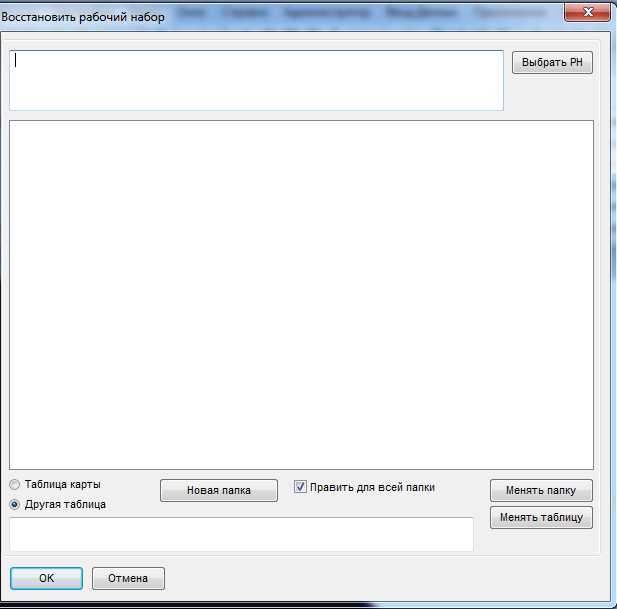 Восстановить рабочий набор
Выбрать РН
Таблица карты
Другая таблица
Новая папка
Править для всей папки
Менять папку
Менять таблицу
OK
Отмена